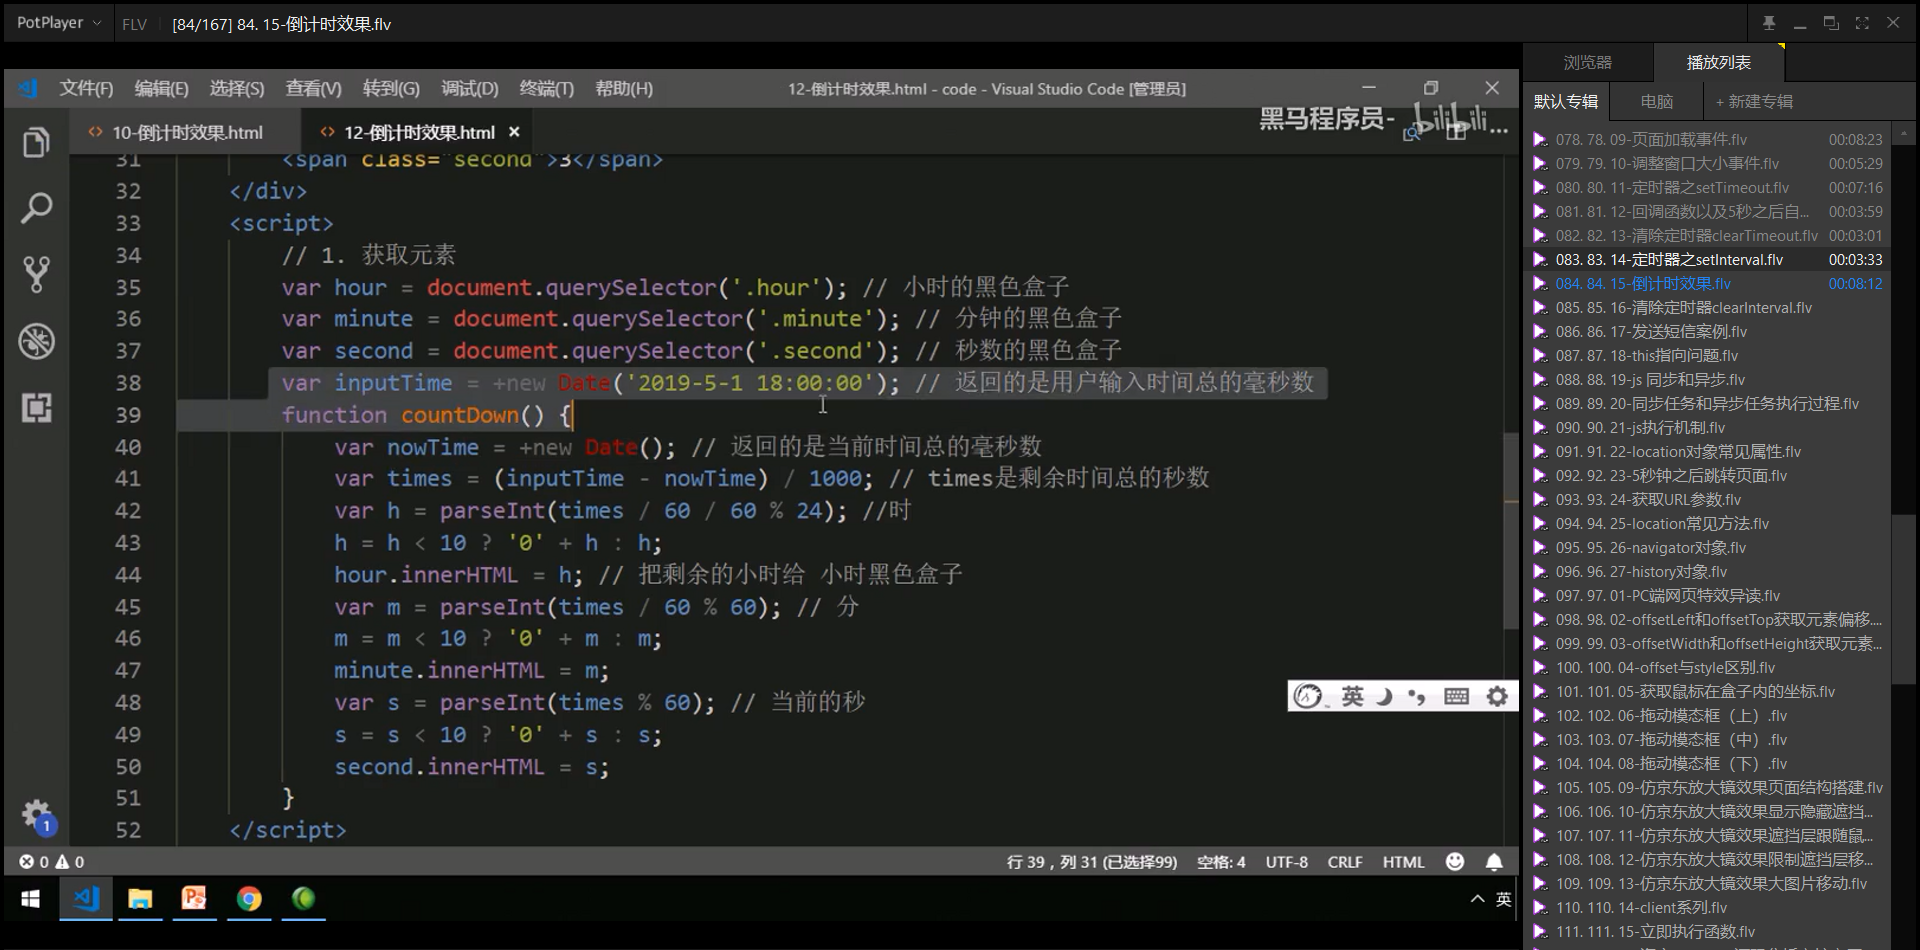 PotPlayer
FLV
[84/167] 84. 15-倒计时效果.flv
文件(F) 编辑(E) 选择(S) 查看(V) 转到(G) 调试(D) 终端(T) 帮助(H)
12-倒计时效果.html - code - Visual Studio Code [管理员]
10-倒计时效果.html
12-倒计时效果.html
黑马程序员-
bilibili
31 <span class="second">3</span>
32 </div>
33 <script>
34 // 1. 获取元素
35 var hour = document.querySelector('.hour'); // 小时的黑色盒子
36 var minute = document.querySelector('.minute'); // 分钟的黑色盒子
37 var second = document.querySelector('.second'); // 秒数的黑色盒子
38 var inputTime = +new Date('2019-5-1 18:00:00'); // 返回的是用户输入时间总的毫秒数
39 function countDown() {
40 var nowTime = +new Date(); // 返回的是当前时间总的毫秒数
41 var times = (inputTime - nowTime) / 1000; // times是剩余时间总的秒数
42 var h = parseInt(times / 60 / 60 % 24); //时
43 h = h < 10 ? '0' + h : h;
44 hour.innerHTML = h; // 把剩余的小时给 小时黑色盒子
45 var m = parseInt(times / 60 % 60); // 分
46 m = m < 10 ? '0' + m : m;
47 minute.innerHTML = m;
48 var s = parseInt(times % 60); // 当前的秒
49 s = s < 10 ? '0' + s : s;
50 second.innerHTML = s;
51 }
52 </script>
英
1
0 0
行 39，列 31 (已选择99) 空格: 4 UTF-8 CRLF HTML
英
浏览器
播放列表
默认专辑
电脑
+ 新建专辑
078. 78. 09-页面加载事件.flv 00:08:23
079. 79. 10-调整窗口大小事件.flv 00:05:29
080. 80. 11-定时器之setTimeout.flv 00:07:16
081. 81. 12-回调函数以及5秒之后自... 00:03:59
082. 82. 13-清除定时器clearTimeout.flv 00:03:01
083. 83. 14-定时器之setInterval.flv 00:03:33
084. 84. 15-倒计时效果.flv 00:08:12
085. 85. 16-清除定时器clearInterval.flv
086. 86. 17-发送短信案例.flv
087. 87. 18-this指向问题.flv
088. 88. 19-js 同步和异步.flv
089. 89. 20-同步任务和异步任务执行过程.flv
090. 90. 21-js执行机制.flv
091. 91. 22-location对象常见属性.flv
092. 92. 23-5秒钟之后跳转页面.flv
093. 93. 24-获取URL参数.flv
094. 94. 25-location常见方法.flv
095. 95. 26-navigator对象.flv
096. 96. 27-history对象.flv
097. 97. 01-PC端网页特效导读.flv
098. 98. 02-offsetLeft和offsetTop获取元素偏移....
099. 99. 03-offsetWidth和offsetHeight获取元素...
100. 100. 04-offset与style区别.flv
101. 101. 05-获取鼠标在盒子内的坐标.flv
102. 102. 06-拖动模态框（上）.flv
103. 103. 07-拖动模态框（中）.flv
104. 104. 08-拖动模态框（下）.flv
105. 105. 09-仿京东放大镜效果页面结构搭建.flv
106. 106. 10-仿京东放大镜效果显示隐藏遮挡...
107. 107. 11-仿京东放大镜效果遮挡层跟随鼠...
108. 108. 12-仿京东放大镜效果限制遮挡层移...
109. 109. 13-仿京东放大镜效果大图片移动.flv
110. 110. 14-client系列.flv
111. 111. 15-立即执行函数.flv